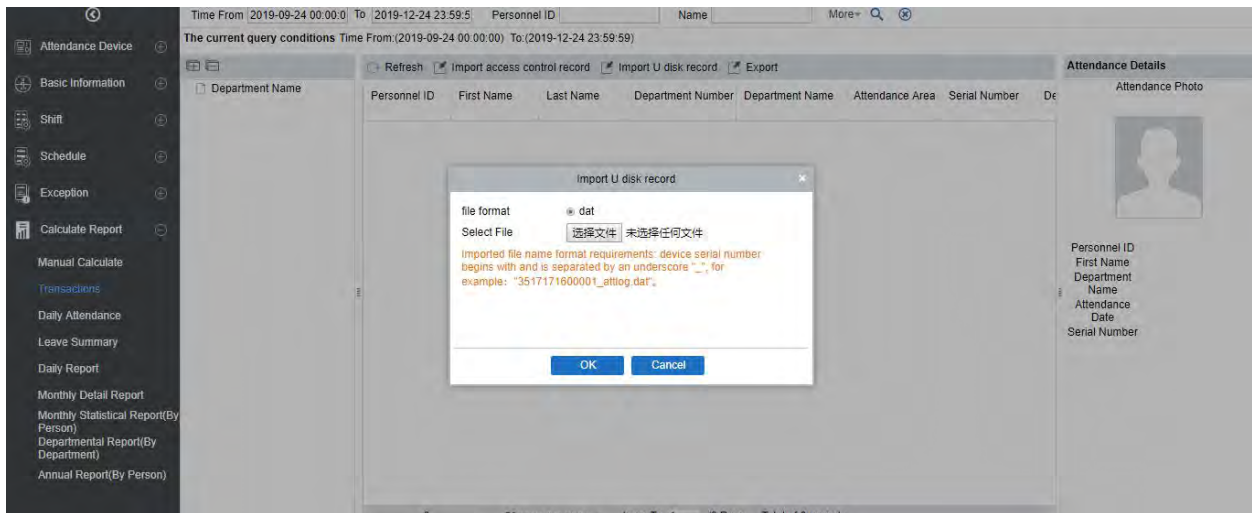 Time From 2019-09-24 00:00:0 To 2019-12-24 23:59:5 Personnel ID Name More
The current query conditions Time From:(2019-09-24 00:00:00) To:(2019-12-24 23:59:59)
Attendance Device
Basic Information
Shift
Schedule
Exception
Calculate Report
Manual Calculate
Transactions
Daily Attendance
Leave Summary
Daily Report
Monthly Detail Report
Monthly Statistical Report(By
Person)
Departmental Report(By
Department)
Annual Report(By Person)
Department Name
Refresh Import access control record Import U disk record Export
Personnel ID First Name Last Name Department Number Department Name Attendance Area Serial Number De
Import U disk record
file format dat
Select File 选择文件 未选择任何文件
Imported file name format requirements: device serial number
begins with and is separated by an underscore "_", for
example: "3517171600001_attlog.dat"。
OK Cancel
Attendance Details
Attendance Photo
Personnel ID
First Name
Department
Name
Attendance
Date
Serial Number